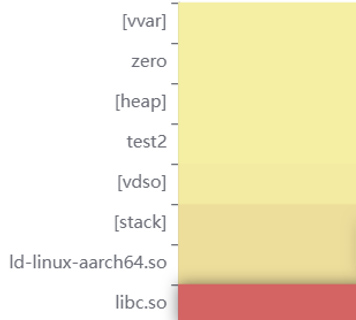 [vvar]
zero
[heap]
test2
[vdso]
[stack]
ld-linux-aarch64.so
libc.so